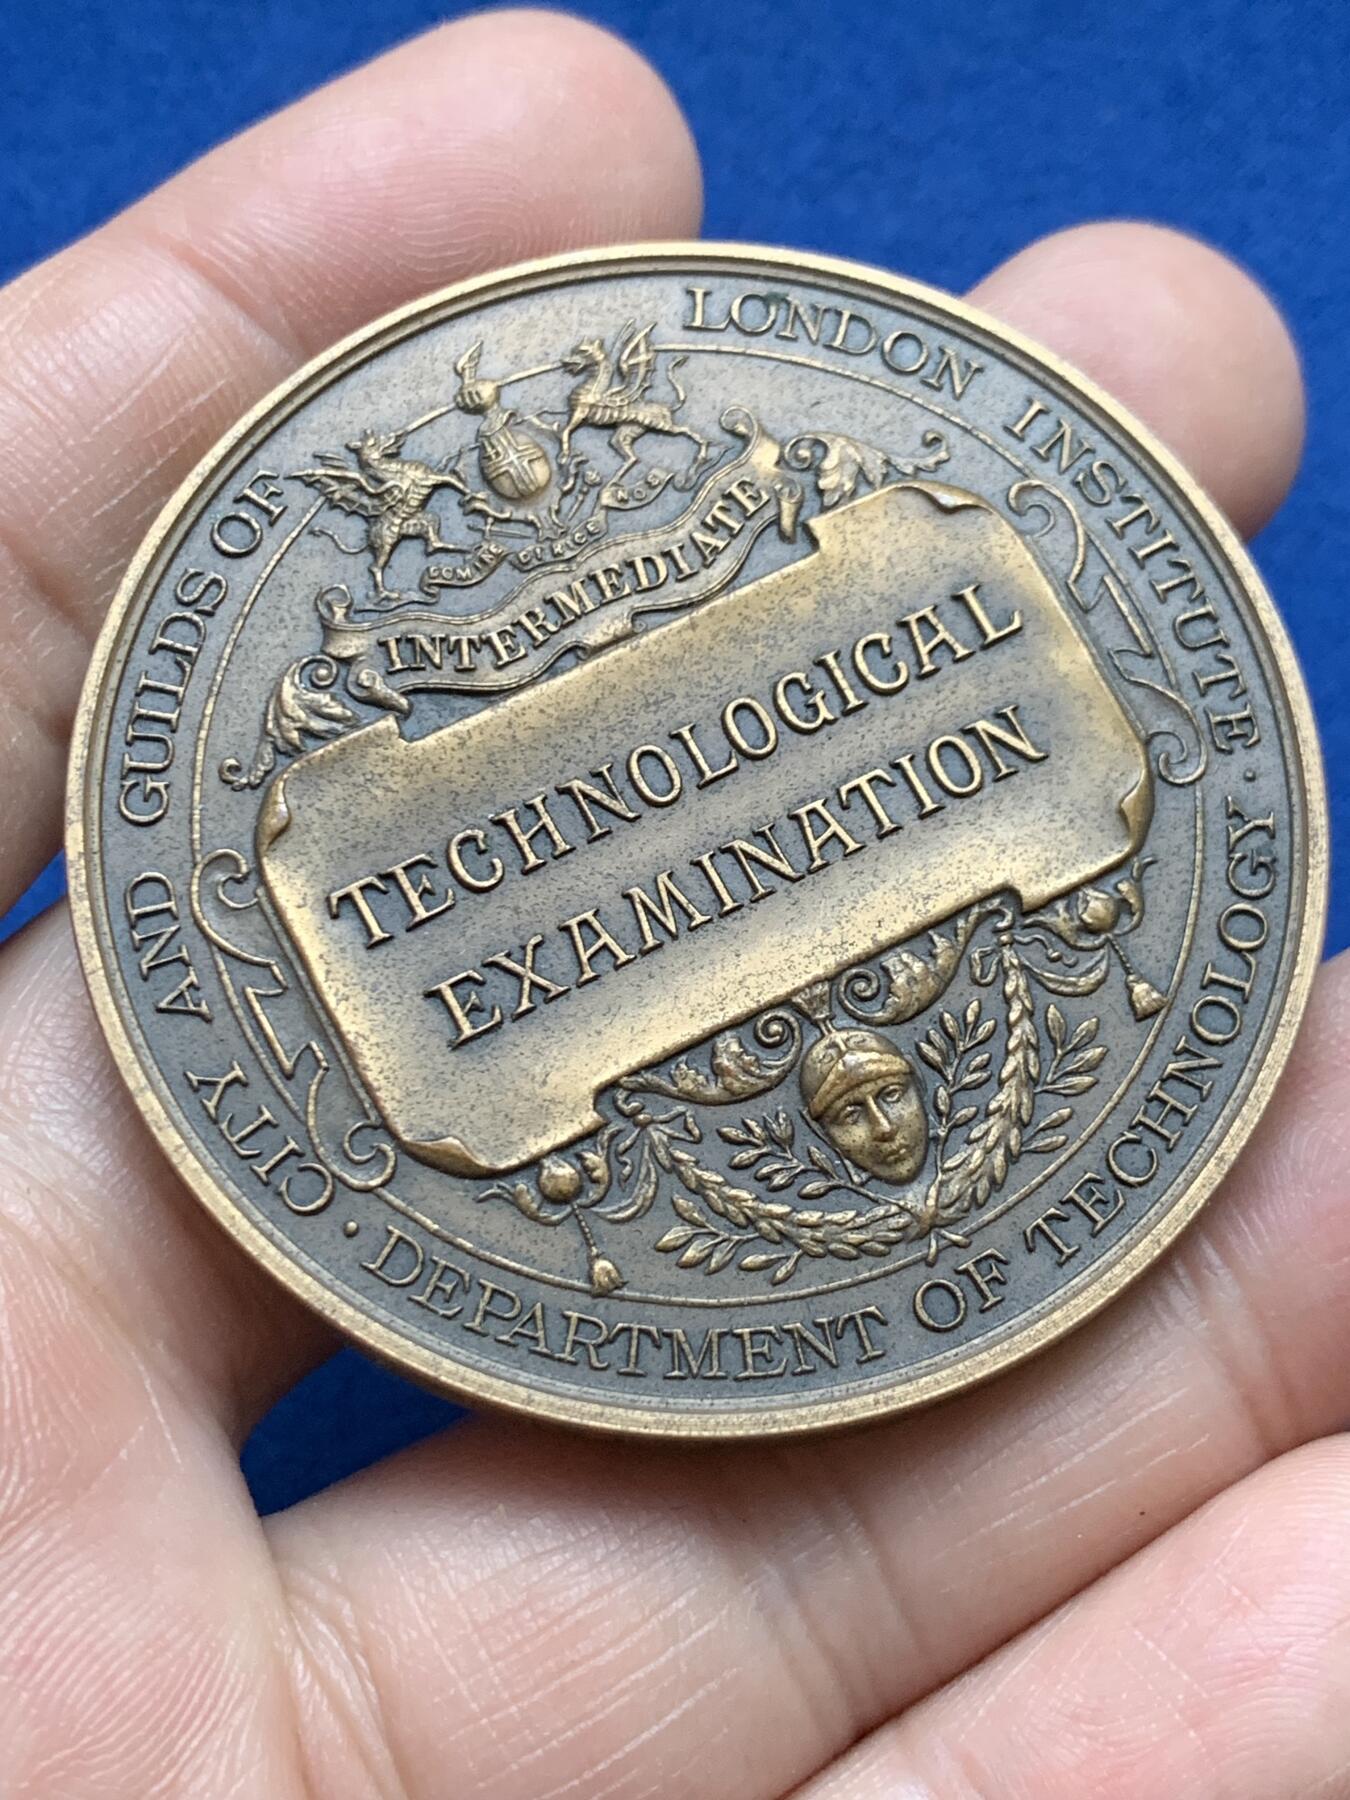 CITY AND GUILDS OF LONDON INSTITUTE ·
DOMINE DIRIGE NOS
INTERMEDIATE
TECHNOLOGICAL
EXAMINATION
· DEPARTMENT OF TECHNOLOGY